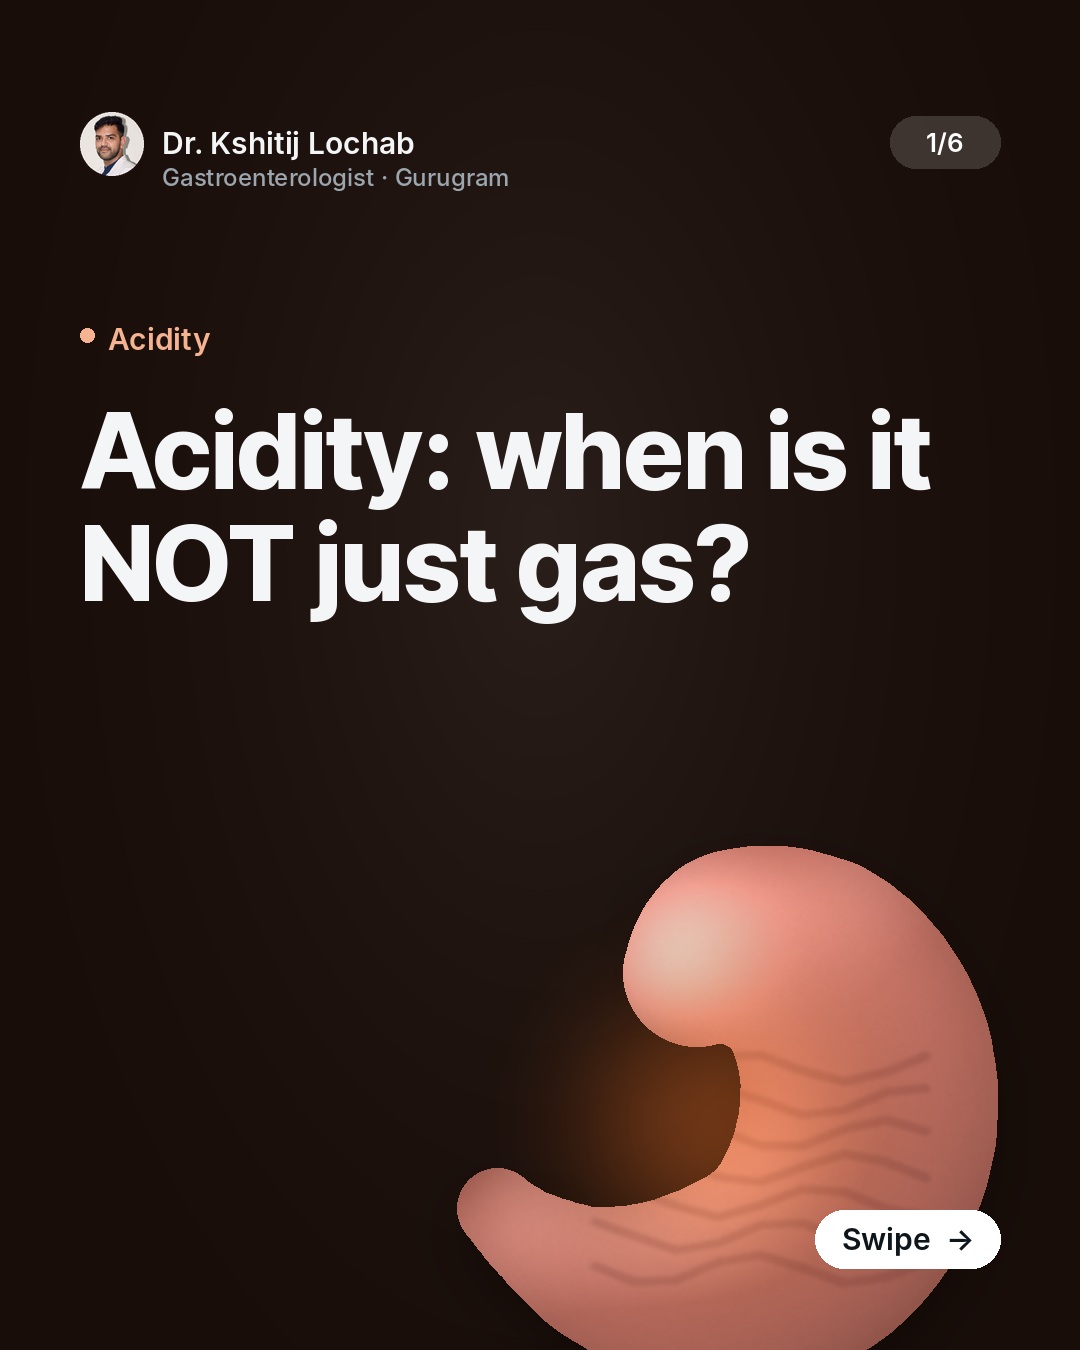 Dr. Kshitij Lochab
Gastroenterologist · Gurugram
1/6
Acidity
Acidity: when is it
NOT just gas?
Swipe →